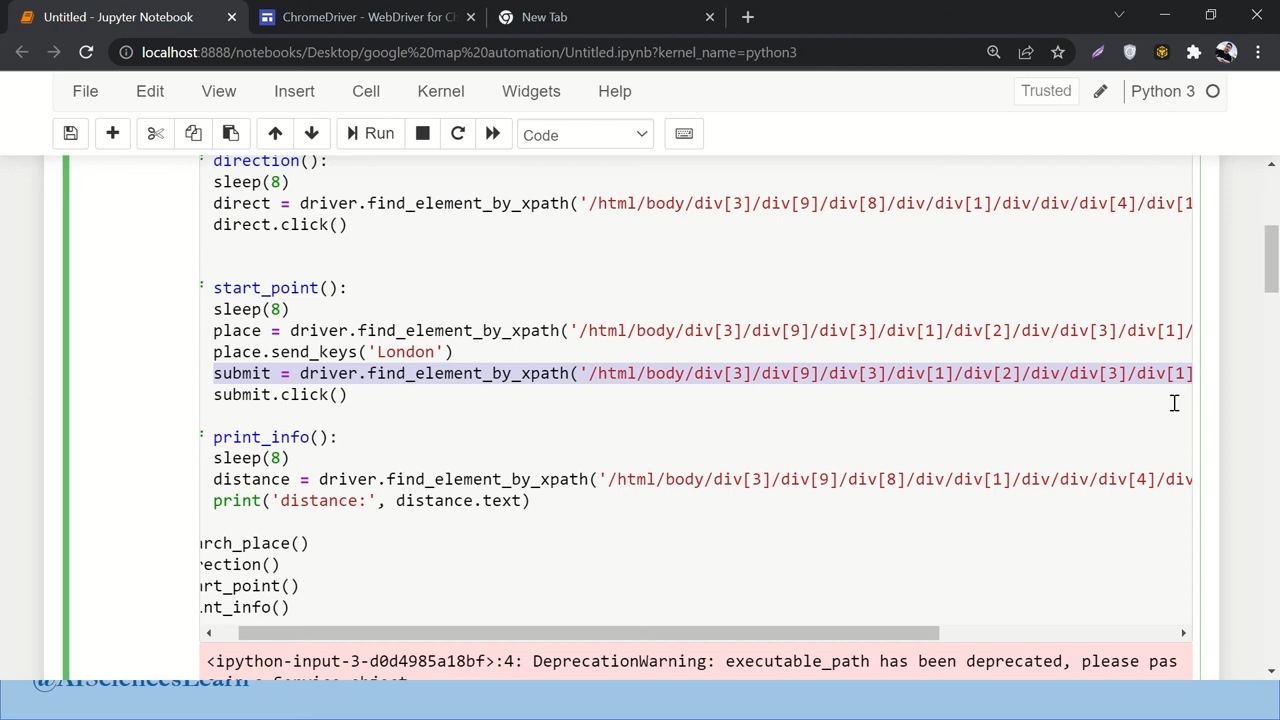 Untitled - Jupyter Notebook
ChromeDriver - WebDriver for Ch
New Tab
localhost:8888/notebooks/Desktop/google%20map%20automation/Untitled.ipynb?kernel_name=python3
File Edit View Insert Cell Kernel Widgets Help
Trusted
Python 3
Run
Code
direction():
sleep(8)
direct = driver.find_element_by_xpath('/html/body/div[3]/div[9]/div[8]/div/div[1]/div/div/div[4]/div[1
direct.click()
start_point():
sleep(8)
place = driver.find_element_by_xpath('/html/body/div[3]/div[9]/div[3]/div[1]/div[2]/div/div[3]/div[1]/
place.send_keys('London')
submit = driver.find_element_by_xpath('/html/body/div[3]/div[9]/div[3]/div[1]/div[2]/div/div[3]/div[1]
submit.click()
print_info():
sleep(8)
distance = driver.find_element_by_xpath('/html/body/div[3]/div[9]/div[8]/div/div[1]/div/div/div[4]/div
print('distance:', distance.text)
arch_place()
rection()
art_point()
int_info()
<ipython-input-3-d0d4985a18bf>:4: DeprecationWarning: executable_path has been deprecated, please pas
@AISciencesLearn